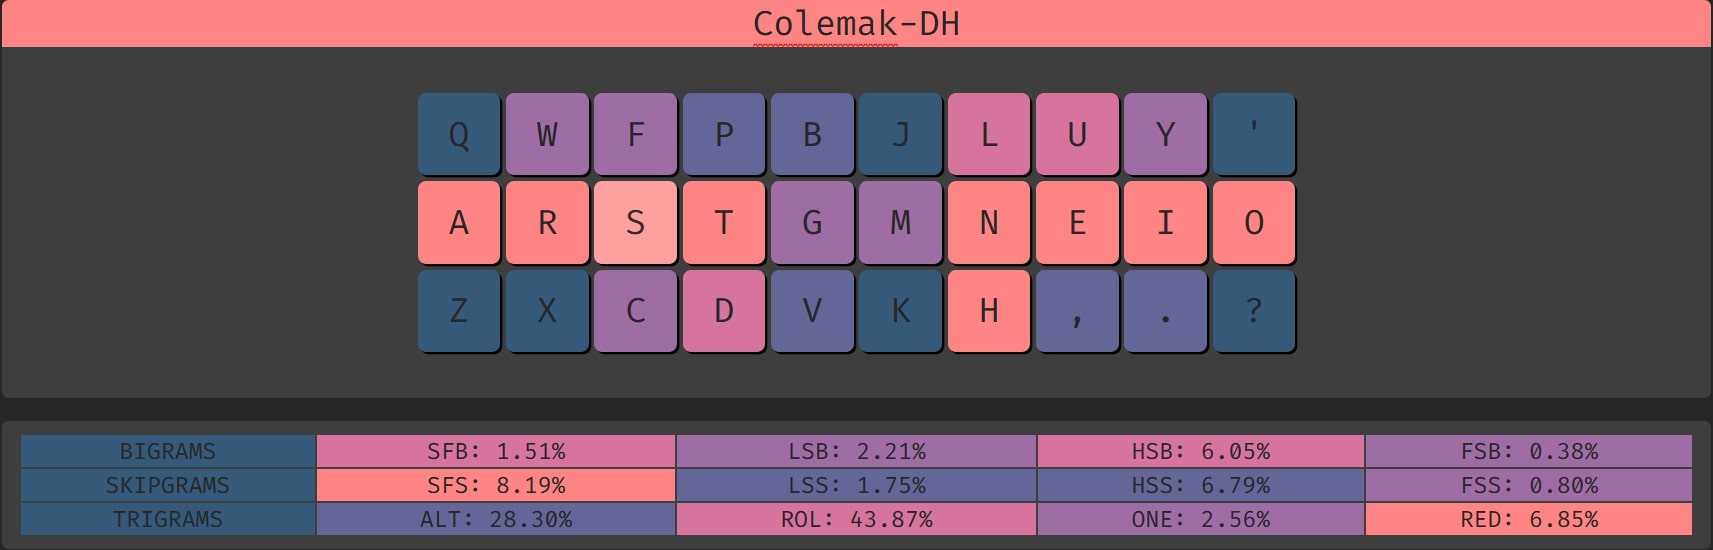 Colemak-DH
Q W F P B J L U Y '
A R S T G M N E I O
Z X C D V K H , . ?
BIGRAMS SFB: 1.51% LSB: 2.21% HSB: 6.05% FSB: 0.38%
SKIPGRAMS SFS: 8.19% LSS: 1.75% HSS: 6.79% FSS: 0.80%
TRIGRAMS ALT: 28.30% ROL: 43.87% ONE: 2.56% RED: 6.85%